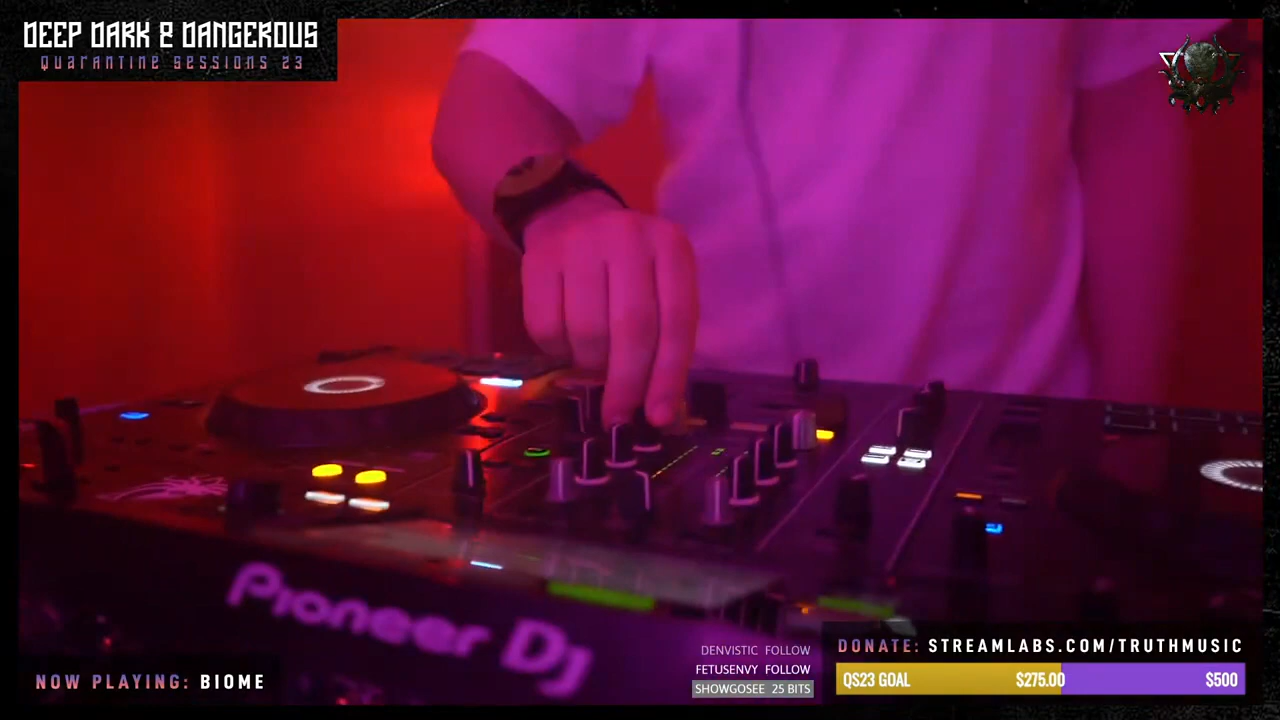 DEEP DARK & DANGEROUS
QUARANTINE SESSIONS 23
Pioneer DJ
DENVISTIC FOLLOW
FETUSENVY FOLLOW
SHOWGOSEE 25 BITS
DONATE: STREAMLABS.COM/TRUTHMUSIC
QS23 GOAL $275.00 $500
NOW PLAYING: BIOME